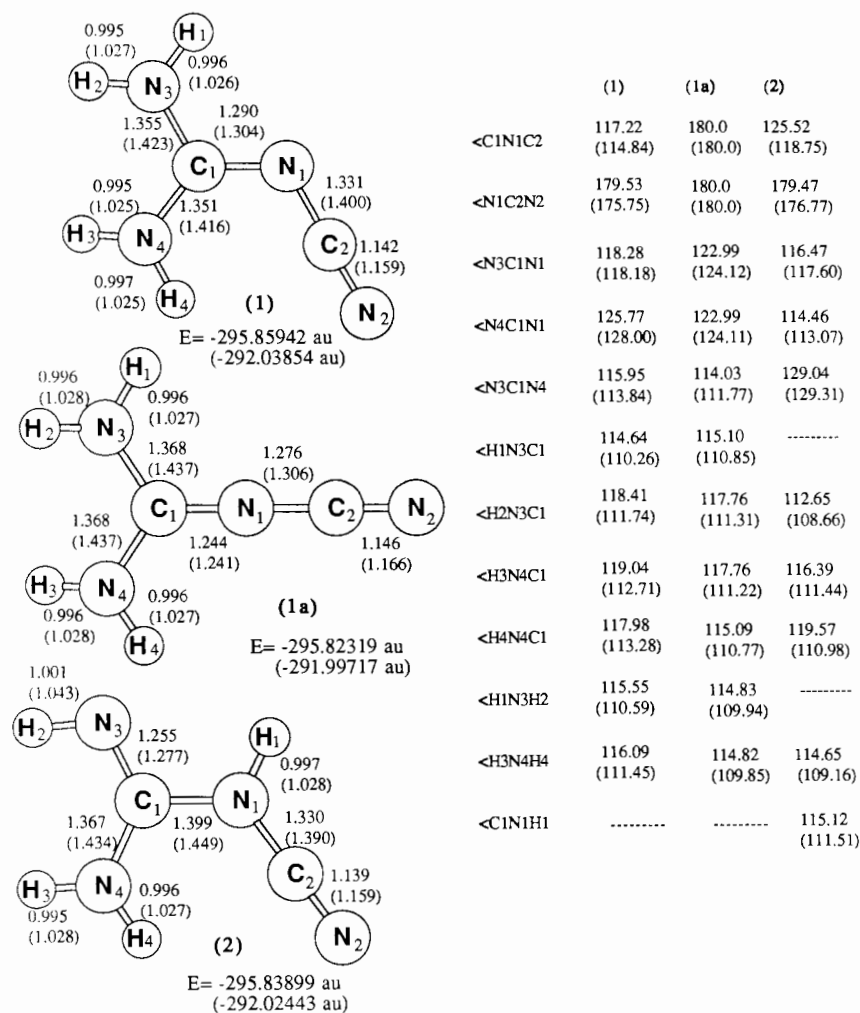 0.995
(1.027)
H1
0.996
(1.026)
H2
N3
1.355
(1.423)
1.290
(1.304)
C1
N1
0.995
(1.025)
1.351
(1.416)
1.331
(1.400)
H3
N4
C2
1.142
(1.159)
0.997
(1.025)
H4
(1)
N2
E= -295.85942 au
(-292.03854 au)
0.996
(1.028)
H1
0.996
(1.027)
H2
N3
1.368
(1.437)
1.276
(1.306)
C1
N1
C2
N2
1.368
(1.437)
1.244
(1.241)
1.146
(1.166)
H3
N4
0.996
(1.028)
0.996
(1.027)
H4
(1a)
E= -295.82319 au
(-291.99717 au)
1.001
(1.043)
H2
N3
1.255
(1.277)
H1
0.997
(1.028)
C1
N1
1.367
(1.434)
1.399
(1.449)
1.330
(1.390)
H3
N4
C2
0.995
(1.028)
0.996
(1.027)
H4
1.139
(1.159)
N2
(2)
E= -295.83899 au
(-292.02443 au)
(1) (1a) (2)
<C1N1C2 117.22 180.0 125.52
(114.84) (180.0) (118.75)
<N1C2N2 179.53 180.0 179.47
(175.75) (180.0) (176.77)
<N3C1N1 118.28 122.99 116.47
(118.18) (124.12) (117.60)
<N4C1N1 125.77 122.99 114.46
(128.00) (124.11) (113.07)
<N3C1N4 115.95 114.03 129.04
(113.84) (111.77) (129.31)
<H1N3C1 114.64 115.10 ---------
(110.26) (110.85)
<H2N3C1 118.41 117.76 112.65
(111.74) (111.31) (108.66)
<H3N4C1 119.04 117.76 116.39
(112.71) (111.22) (111.44)
<H4N4C1 117.98 115.09 119.57
(113.28) (110.77) (110.98)
<H1N3H2 115.55 114.83 ---------
(110.59) (109.94)
<H3N4H4 116.09 114.82 114.65
(111.45) (109.85) (109.16)
<C1N1H1 -------- -------- 115.12
(111.51)